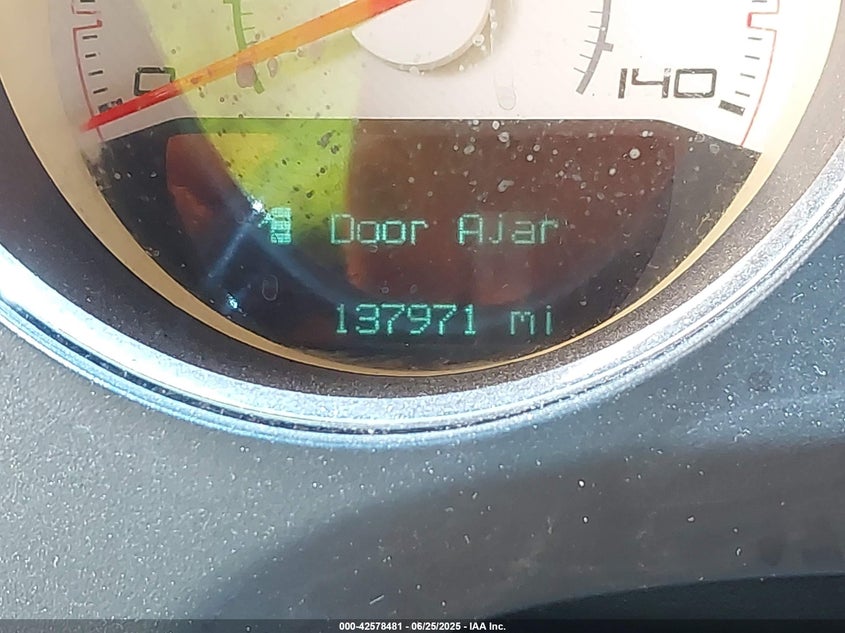 0
140
Door Ajar
137971 mi
000-42578481 - 06/25/2025 - IAA Inc.